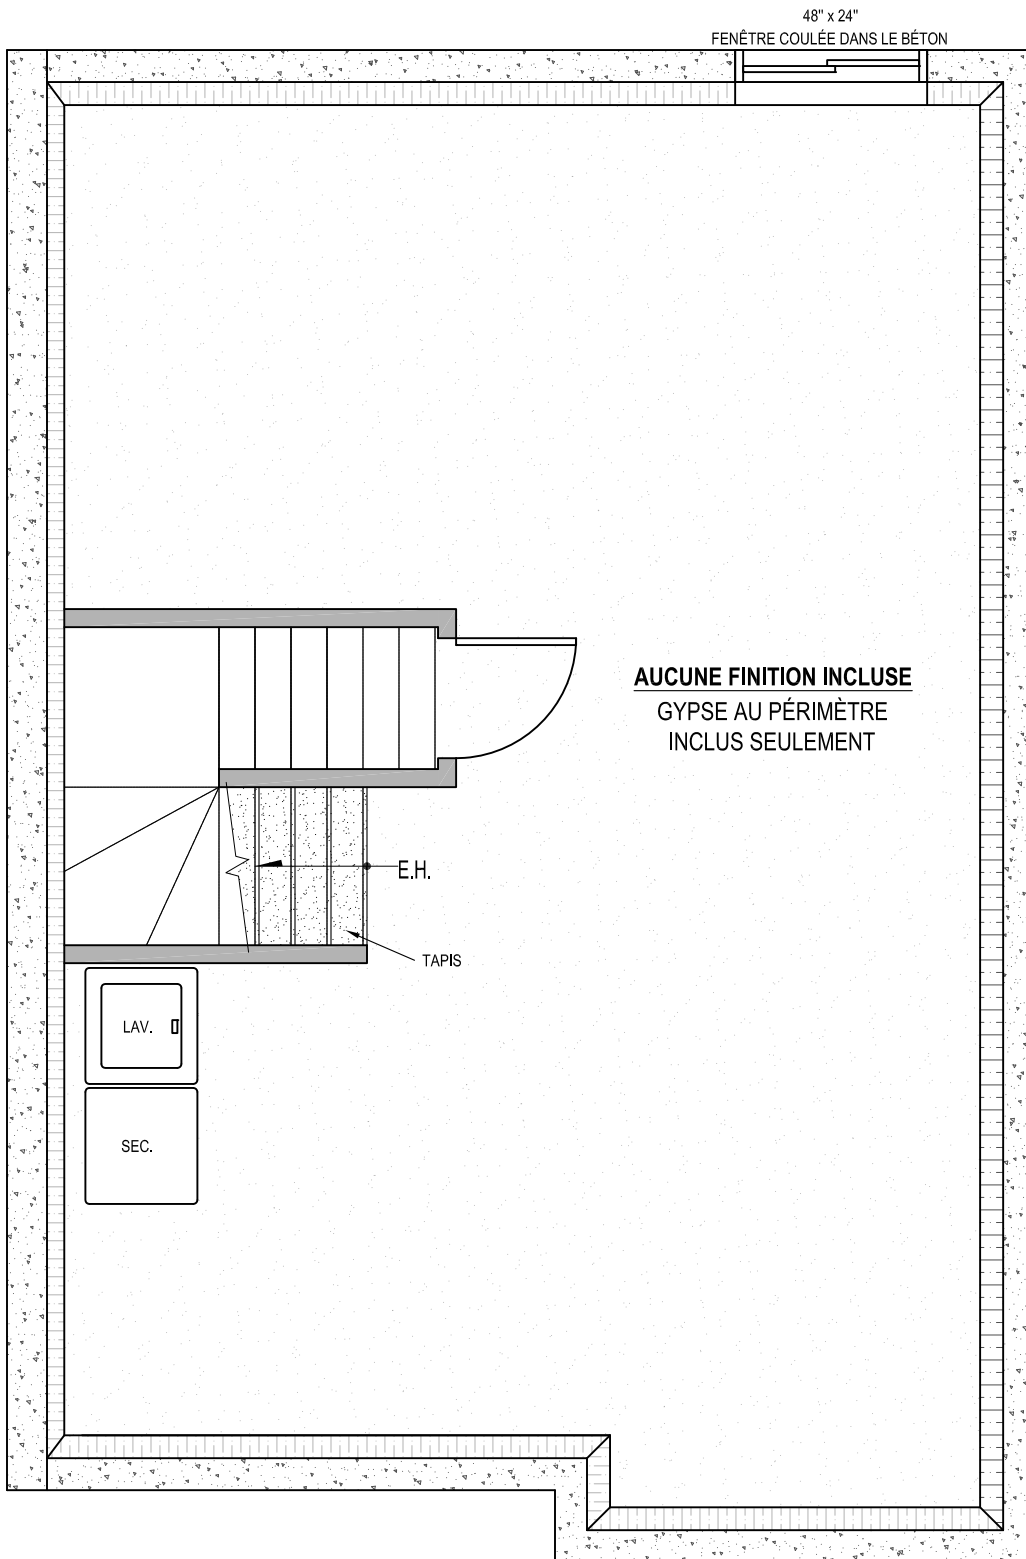 48" x 24"
FENÊTRE COULÉE DANS LE BÉTON
AUCUNE FINITION INCLUSE
GYPSE AU PÉRIMÈTRE
INCLUS SEULEMENT
E.H.
TAPIS
LAV.
SEC.